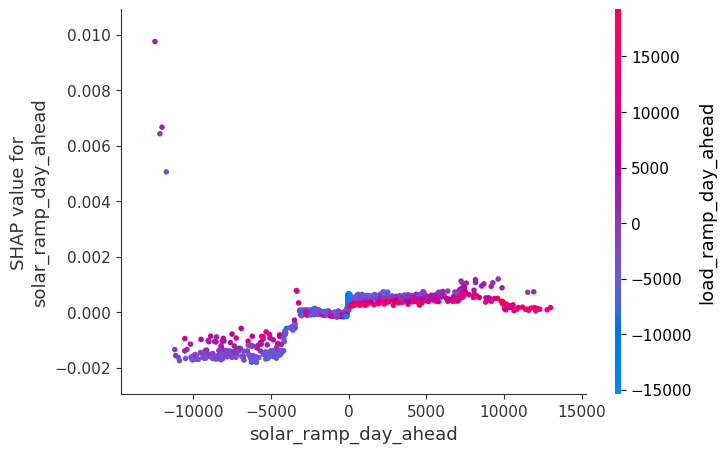 0.010
0.008
0.006
0.004
0.002
0.000
−0.002
SHAP value for
solar_ramp_day_ahead
−10000 −5000 0 5000 10000 15000
solar_ramp_day_ahead
15000
10000
5000
0
−5000
−10000
−15000
load_ramp_day_ahead